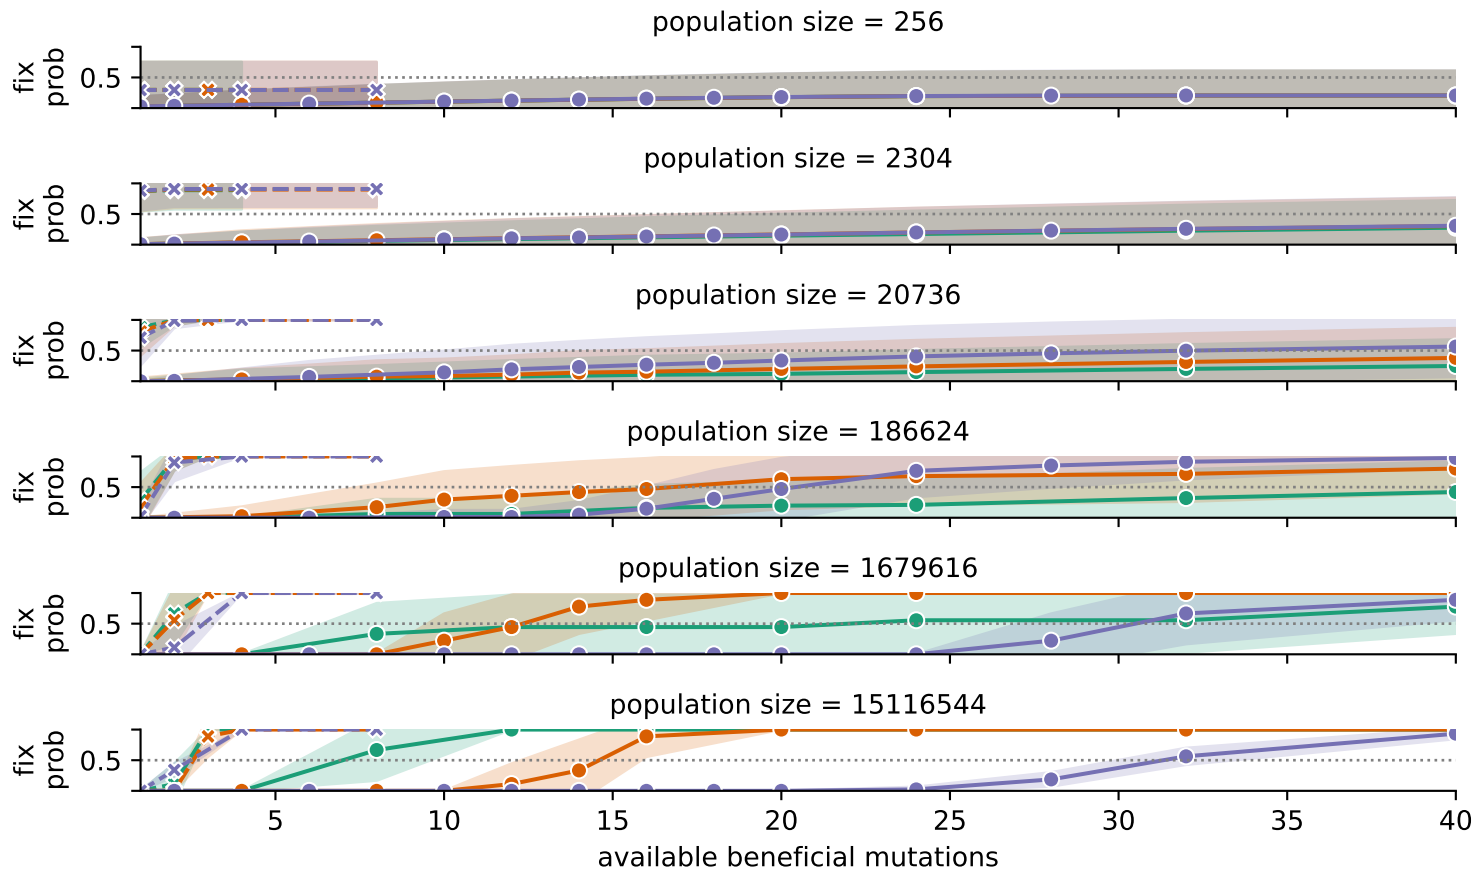 population size = 256
fix
prob
0.5
population size = 2304
fix
prob
0.5
population size = 20736
fix
prob
0.5
population size = 186624
fix
prob
0.5
population size = 1679616
fix
prob
0.5
population size = 15116544
fix
prob
0.5
5 10 15 20 25 30 35 40
available beneficial mutations